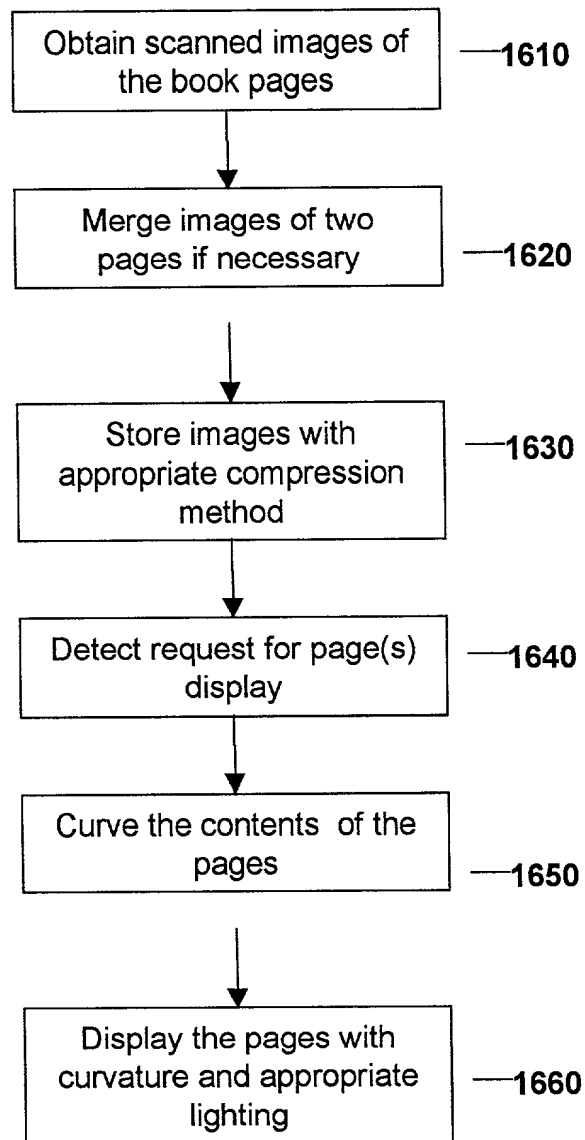 Obtain scanned images of
the book pages
1610
Merge images of two
pages if necessary
1620
Store images with
appropriate compression
method
1630
Detect request for page(s)
display
1640
Curve the contents of the
pages
1650
Display the pages with
curvature and appropriate
lighting
1660